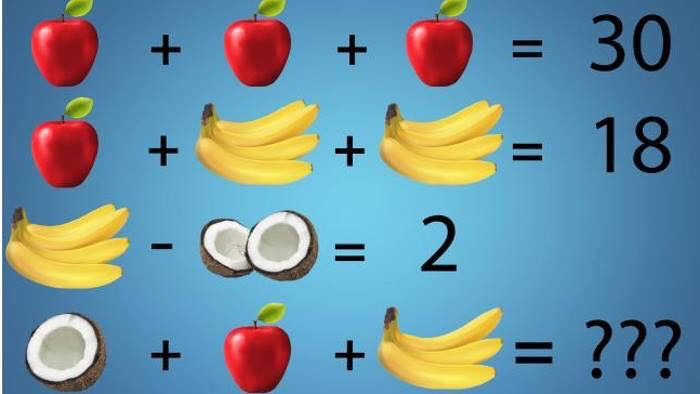 + + = 30
+ + = 18
- = 2
+ + = ???